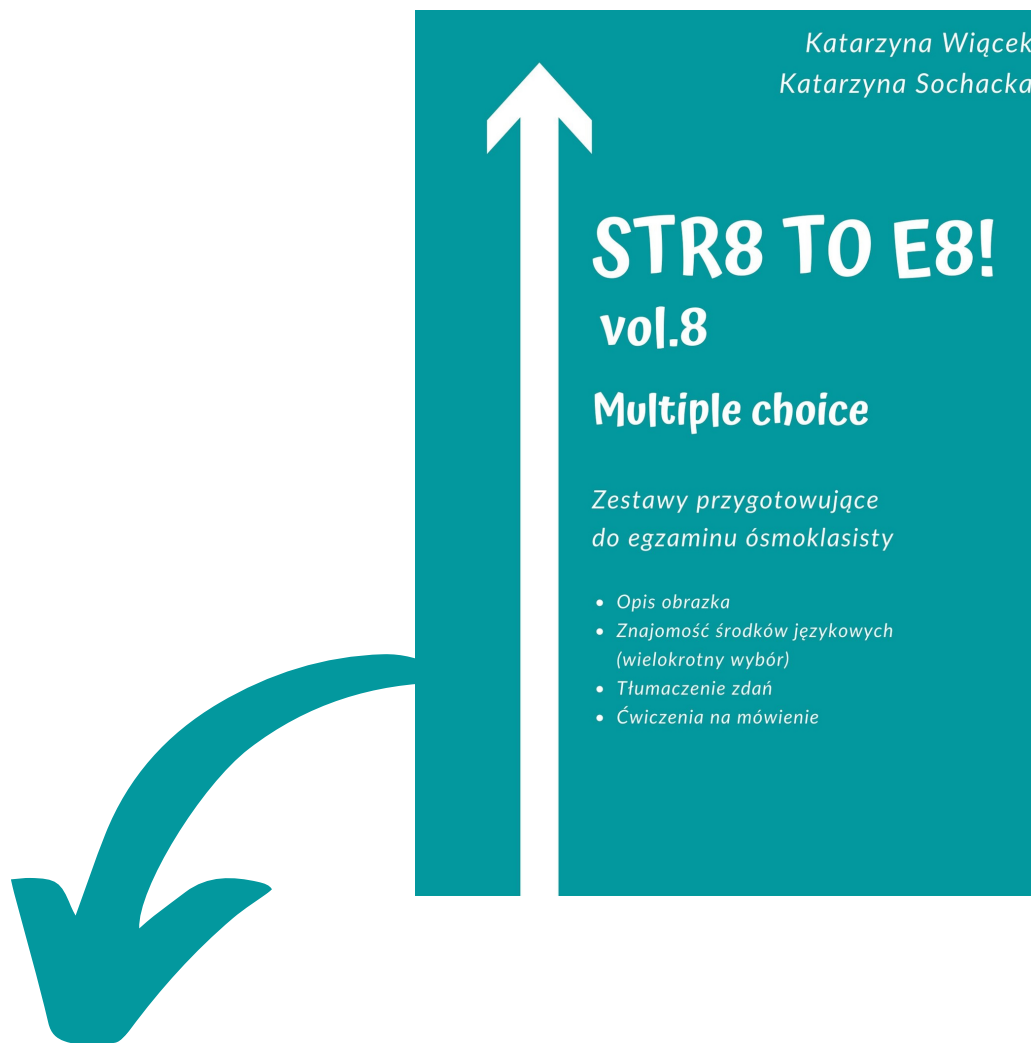 Katarzyna Wiącek
Katarzyna Sochacka
STR8 TO E8!
vol.8
Multiple choice
Zestawy przygotowujące
do egzaminu ósmoklasisty
• Opis obrazka
• Znajomość środków językowych
(wielokrotny wybór)
• Tłumaczenie zdań
• Ćwiczenia na mówienie